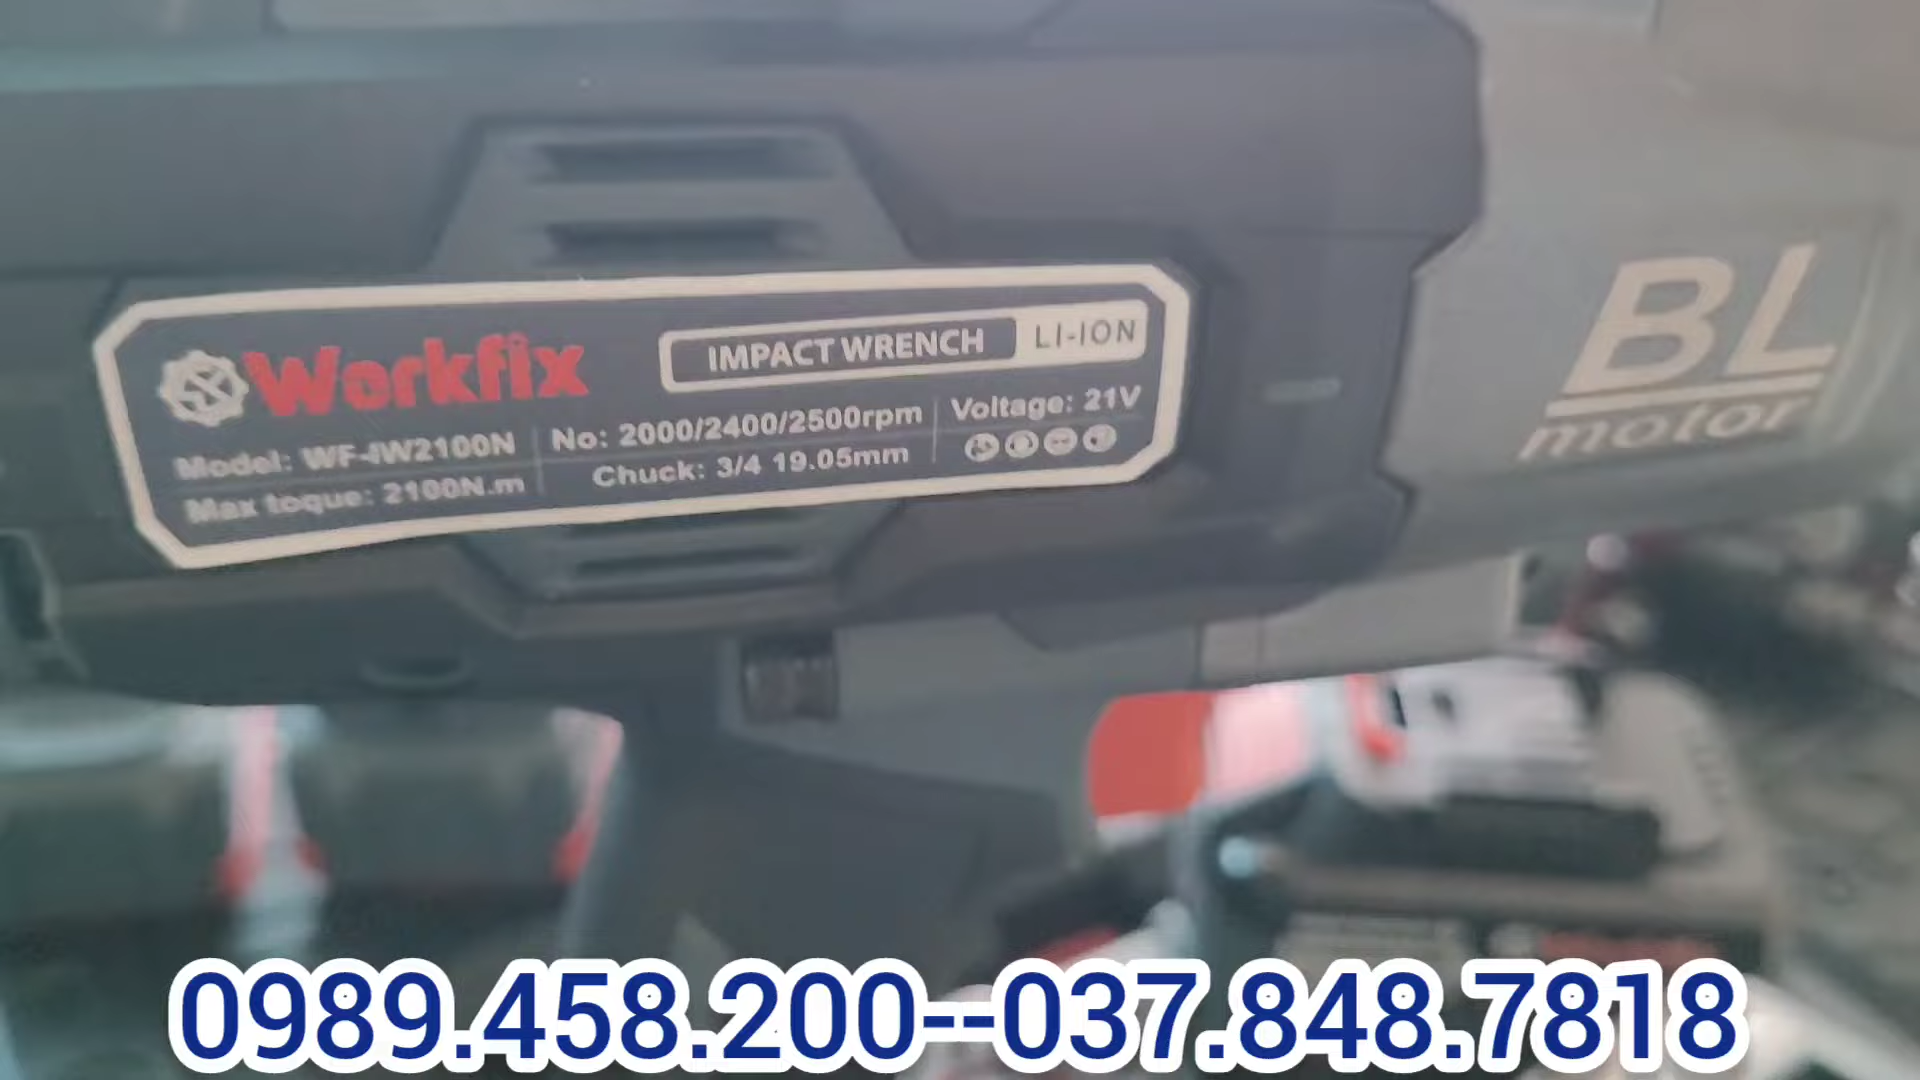 Workfix
IMPACT WRENCH LI-ION
Model: WF-IW2100N
No: 2000/2400/2500rpm
Voltage: 21V
Max toque: 2100N.m
Chuck: 3/4 19.05mm
BL
motor
0989.458.200--037.848.7818